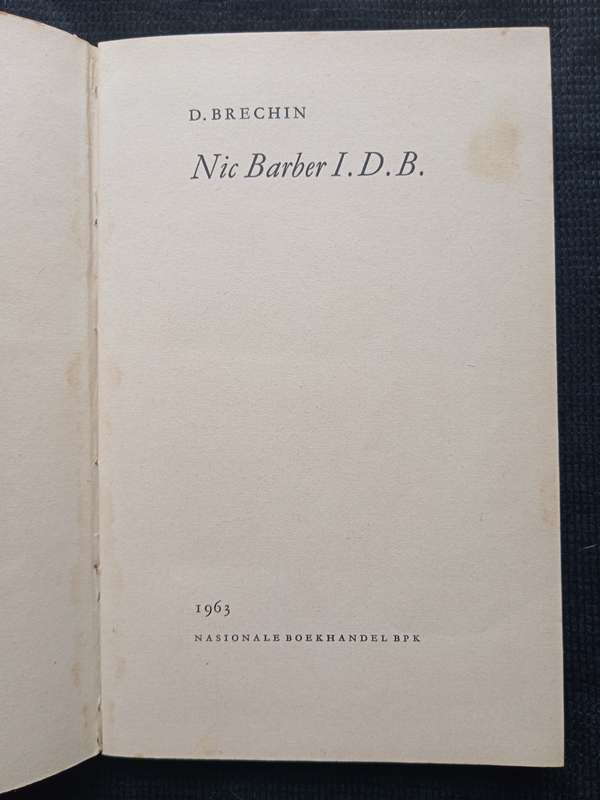 D. BRECHIN
Nic Barber I. D. B.
1963
NASIONALE BOEKHANDEL BPK